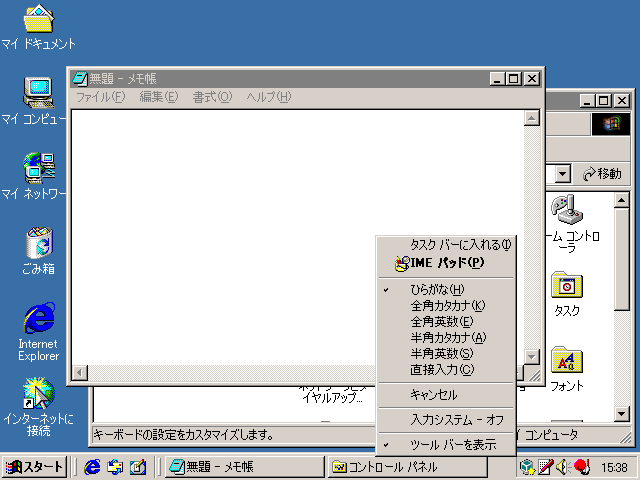 マイ ドキュメント
マイ コンピュー
マイ ネットワー
ごみ箱
Internet
Explorer
インターネットに
接続
無題 - メモ帳
ファイル(F) 編集(E) 書式(O) ヘルプ(H)
移動
ーム コントロ
ーラ
タスク
フォント
タスク バーに入れる(I)
IME パッド(P)
ひらがな(H)
全角カタカナ(K)
全角英数(E)
半角カタカナ(A)
半角英数(S)
直接入力(C)
キャンセル
入力システム - オフ
ツール バーを表示
イヤルアップ...
キーボードの設定をカスタマイズします。
イ コンピュータ
スタート
無題 - メモ帳
コントロール パネル
15:38